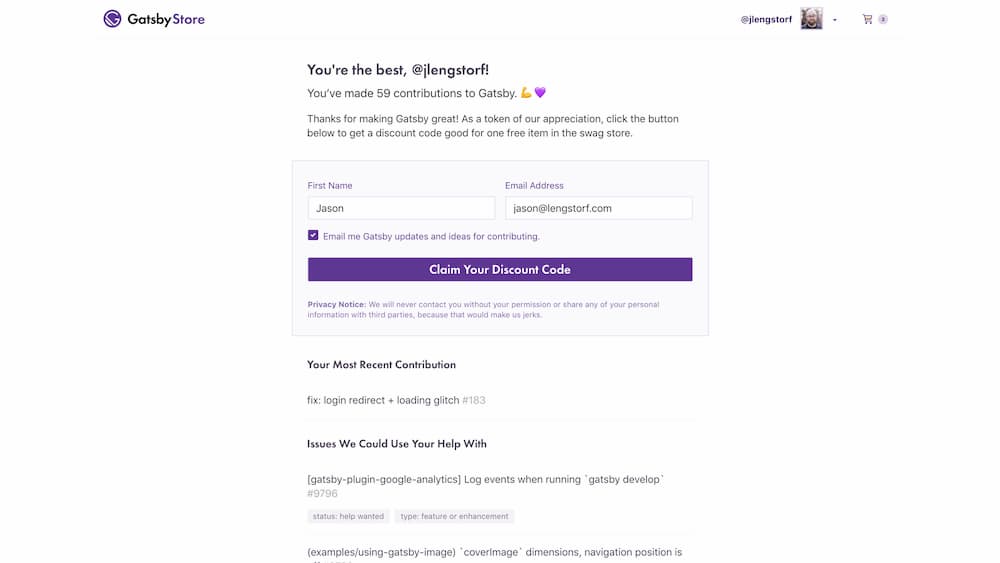 GatsbyStore
@jlengstorf
3
You're the best, @jlengstorf!
You’ve made 59 contributions to Gatsby. 💪💜
Thanks for making Gatsby great! As a token of our appreciation, click the button
below to get a discount code good for one free item in the swag store.
First Name
Email Address
Jason
jason@lengstorf.com
Email me Gatsby updates and ideas for contributing.
Claim Your Discount Code
Privacy Notice: We will never contact you without your permission or share any of your personal
information with third parties, because that would make us jerks.
Your Most Recent Contribution
fix: login redirect + loading glitch #183
Issues We Could Use Your Help With
[gatsby-plugin-google-analytics] Log events when running `gatsby develop`
#9796
status: help wanted
type: feature or enhancement
(examples/using-gatsby-image) `coverImage` dimensions, navigation position is